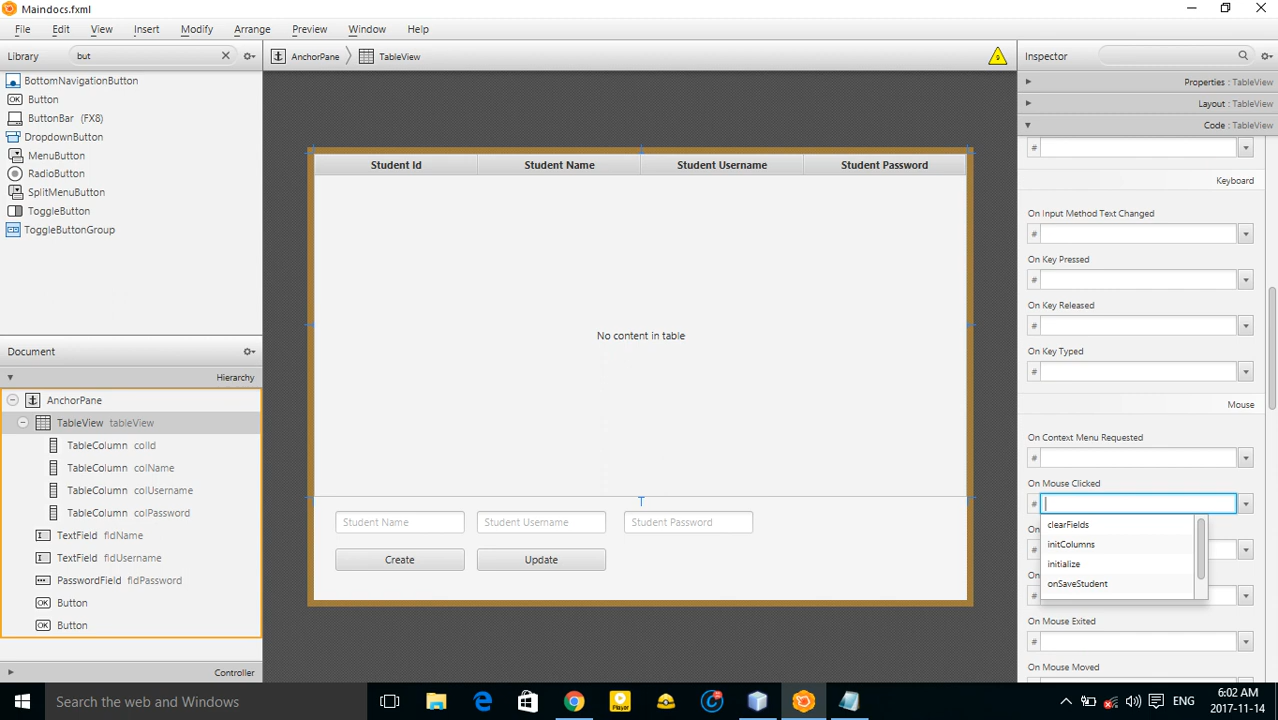 Maindocs.fxml
File Edit View Insert Modify Arrange Preview Window Help
Library but
AnchorPane TableView
9
Inspector
BottomNavigationButton
Button
ButtonBar (FX8)
DropdownButton
MenuButton
RadioButton
SplitMenuButton
ToggleButton
ToggleButtonGroup
Document
Hierarchy
AnchorPane
TableView tableView
TableColumn colId
TableColumn colName
TableColumn colUsername
TableColumn colPassword
TextField fldName
TextField fldUsername
PasswordField fldPassword
Button
Button
Controller
Student Id Student Name Student Username Student Password
No content in table
Student Name Student Username Student Password
Create Update
Properties : TableView
Layout : TableView
Code : TableView
#
Keyboard
On Input Method Text Changed
#
On Key Pressed
#
On Key Released
#
On Key Typed
#
Mouse
On Context Menu Requested
#
On Mouse Clicked
#
clearFields
initColumns
initialize
onSaveStudent
On
#
On
#
On Mouse Exited
#
On Mouse Moved
Search the web and Windows
Player
ENG
6:02 AM
2017-11-14